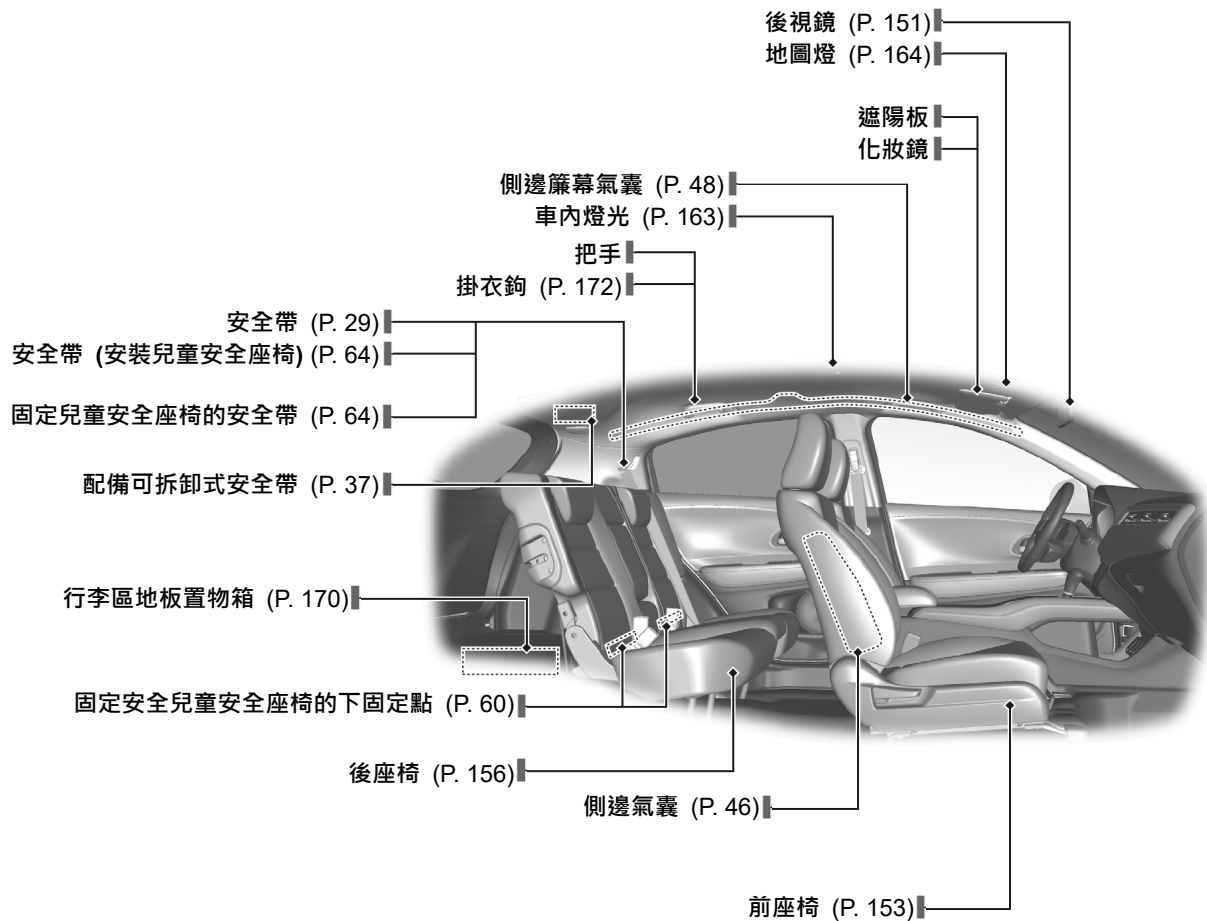 後視鏡 (P. 151)
地圖燈 (P. 164)
遮陽板
化妝鏡
側邊簾幕氣囊 (P. 48)
車內燈光 (P. 163)
把手
掛衣鉤 (P. 172)
安全帶 (P. 29)
安全帶 (安裝兒童安全座椅) (P. 64)
固定兒童安全座椅的安全帶 (P. 64)
配備可拆卸式安全帶 (P. 37)
行李區地板置物箱 (P. 170)
固定安全兒童安全座椅的下固定點 (P. 60)
後座椅 (P. 156)
側邊氣囊 (P. 46)
前座椅 (P. 153)